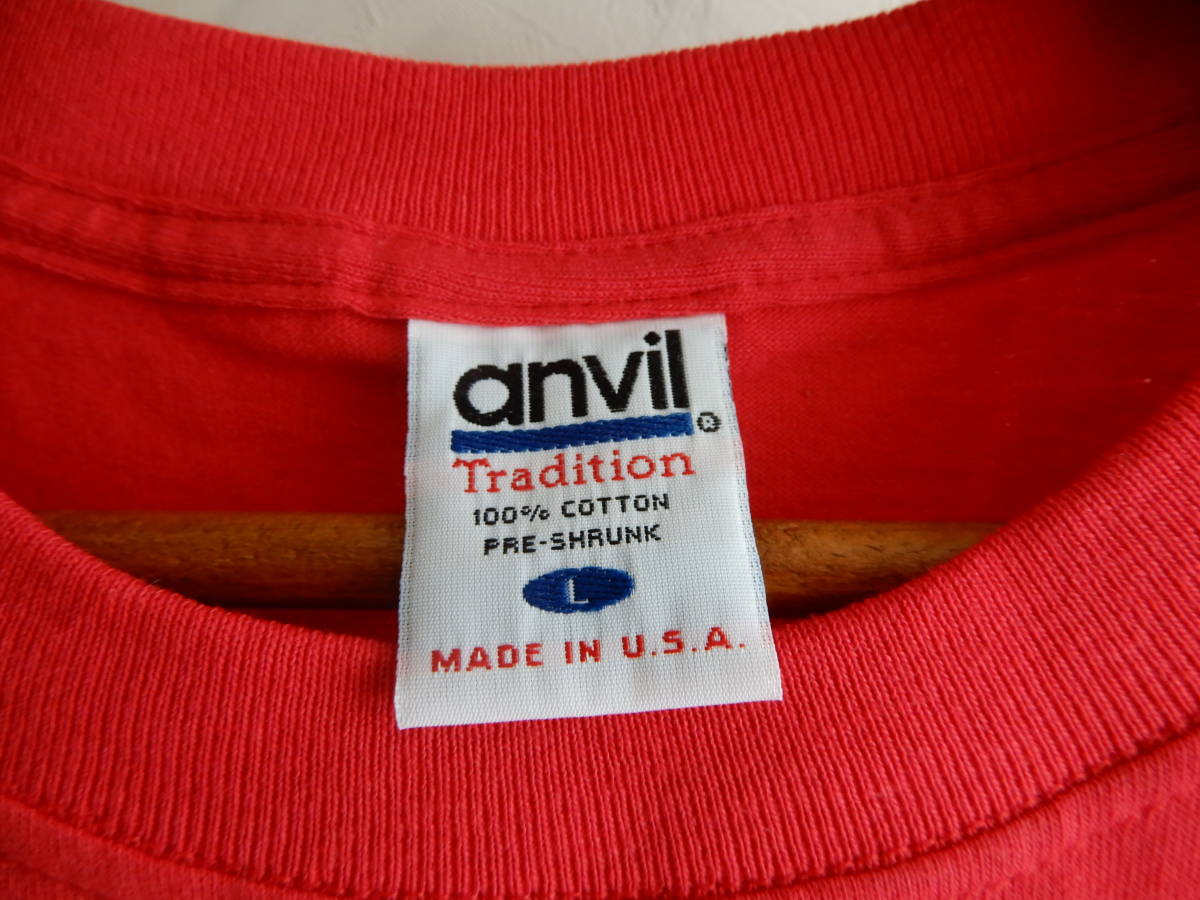 anvil®
Tradition
100% COTTON
PRE-SHRUNK
L
MADE IN U.S.A.